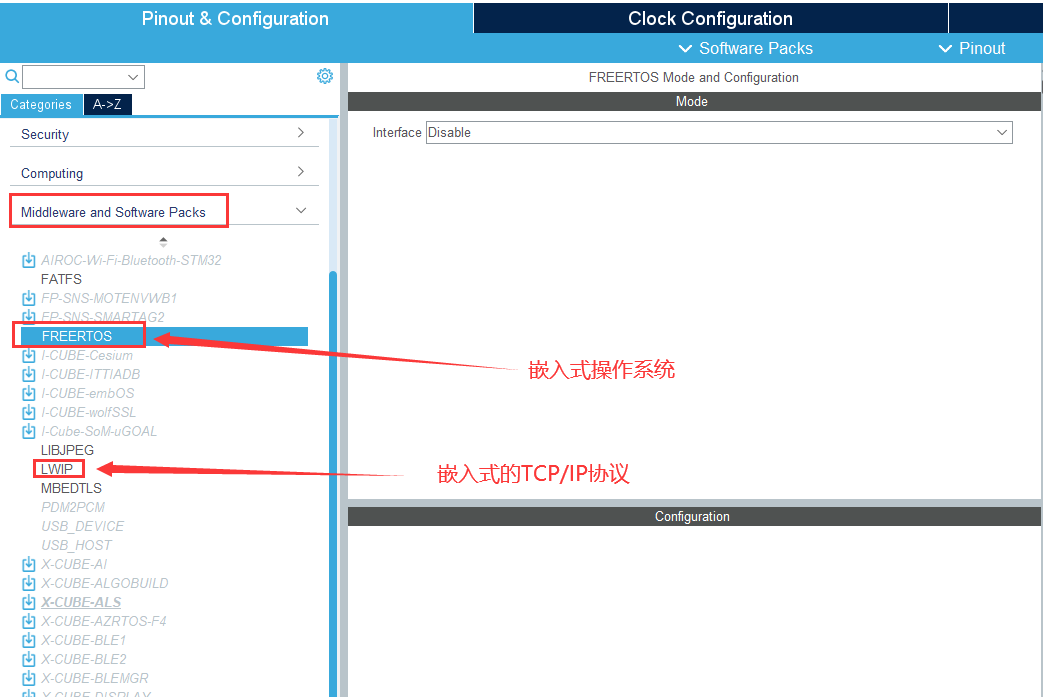 Pinout & Configuration
Clock Configuration
Software Packs
Pinout
FREERTOS Mode and Configuration
Categories
A->Z
Mode
Security
Interface
Disable
Computing
Middleware and Software Packs
AIROC-Wi-Fi-Bluetooth-STM32
FATFS
FP-SNS-MOTENVWB1
FP-SNS-SMARTAG2
FREERTOS
I-CUBE-Cesium
嵌入式操作系统
I-CUBE-ITTIADB
I-CUBE-embOS
I-CUBE-wolfSSL
I-Cube-SoM-uGOAL
LIBJPEG
LWIP
嵌入式的TCP/IP协议
MBEDTLS
PDM2PCM
Configuration
USB_DEVICE
USB_HOST
X-CUBE-AI
X-CUBE-ALGOBUILD
X-CUBE-ALS
X-CUBE-AZRTOS-F4
X-CUBE-BLE1
X-CUBE-BLE2
X-CUBE-BLEMGR
X-CUBE-DISPLAY